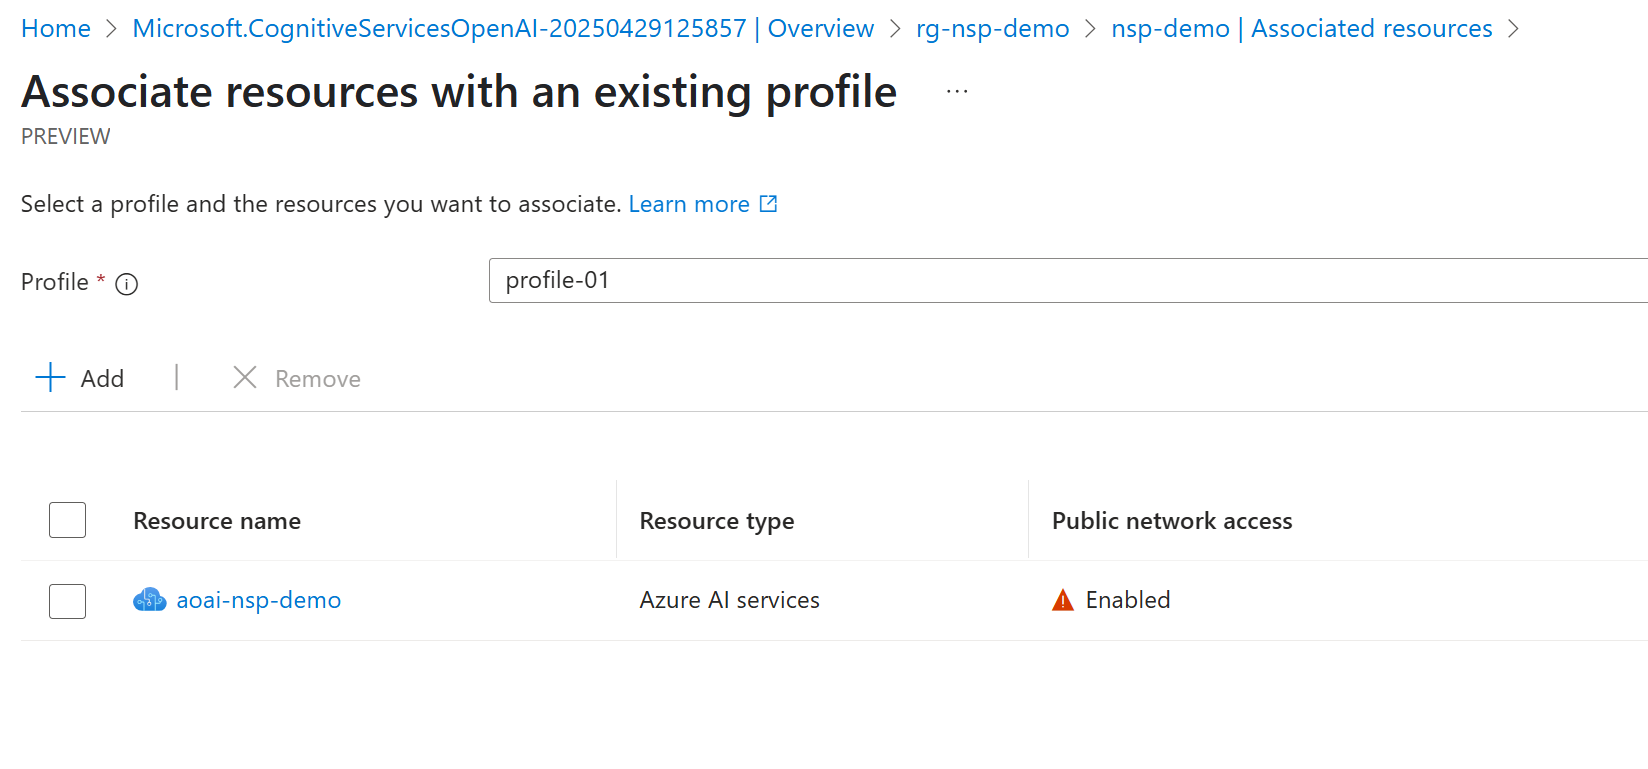 Home > Microsoft.CognitiveServicesOpenAI-20250429125857 | Overview > rg-nsp-demo > nsp-demo | Associated resources >
Associate resources with an existing profile ...
PREVIEW
Select a profile and the resources you want to associate. Learn more
Profile * profile-01
Add | Remove
Resource name Resource type Public network access
aoai-nsp-demo Azure AI services Enabled